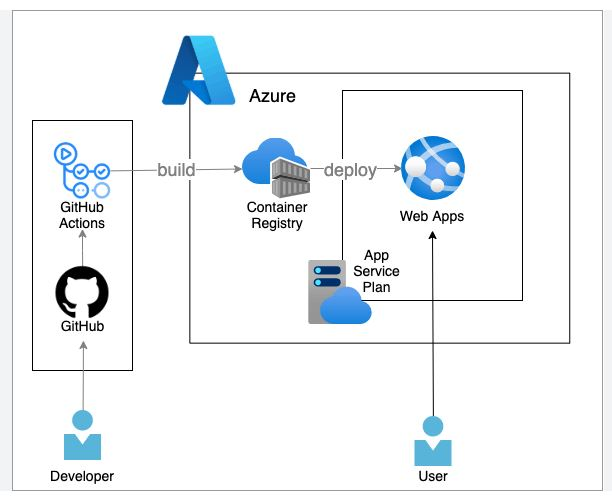 Azure
GitHub
Actions
build
Container
Registry
deploy
Web Apps
App
Service
Plan
GitHub
Developer
User